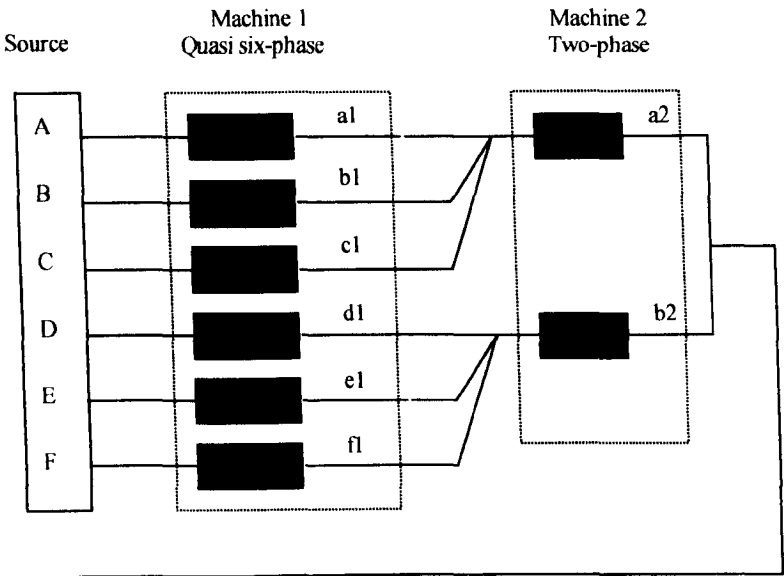 Machine 1
Quasi six-phase
Machine 2
Two-phase
Source
A
a1
a2
B
b1
C
c1
D
d1
b2
E
e1
F
f1